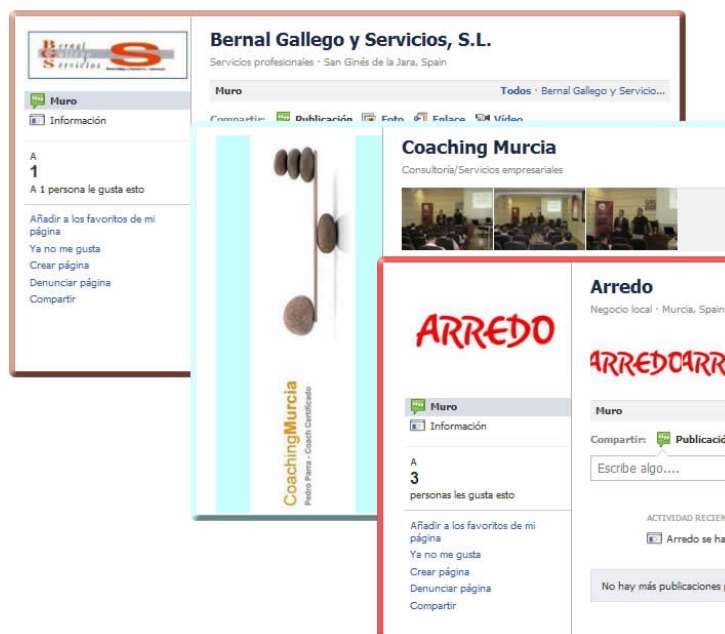 Bernal
Gallego y
Servicios
S
Bernal Gallego y Servicios, S.L.
Servicios profesionales · San Ginés de la Jara, Spain
Muro
Todos · Bernal Gallego y Servicio...
Compartir: Publicación Foto Enlace Vídeo
Muro
Información
A
1
A 1 persona le gusta esto
Añadir a los favoritos de mi
página
Ya no me gusta
Crear página
Denunciar página
Compartir
Coaching Murcia
Consultoría/Servicios empresariales
CoachingMurcia
Pedro Parra - Coach Certificado
ARREDO
Muro
Información
A
3
personas les gusta esto
Añadir a los favoritos de mi
página
Ya no me gusta
Crear página
Denunciar página
Compartir
Arredo
Negocio local · Murcia, Spain
ARREDOARR
Muro
Compartir: Publicació
Escribe algo....
ACTIVIDAD RECIEN
Arredo se ha
No hay más publicaciones